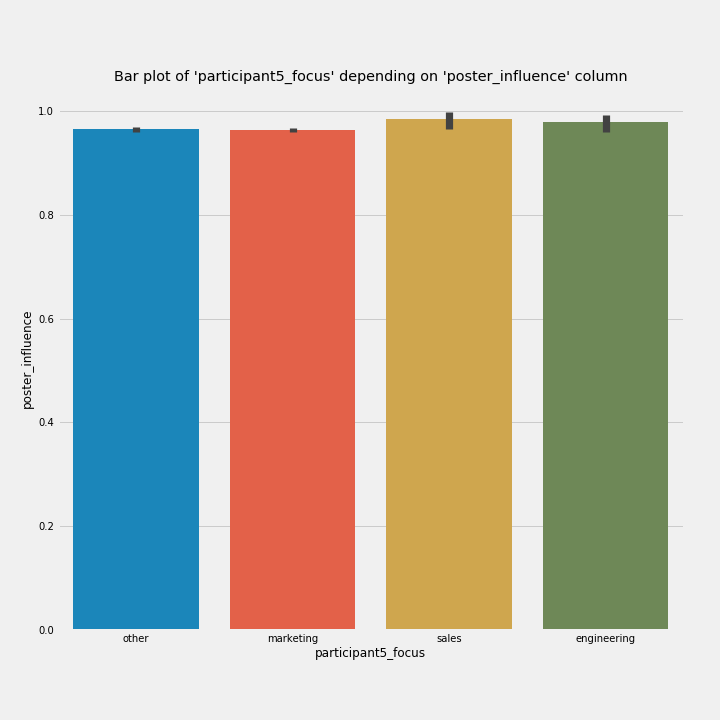 Bar plot of 'participant5_focus' depending on 'poster_influence' column
1.0
0.8
0.6
0.4
0.2
0.0
poster_influence
other marketing sales engineering
participant5_focus